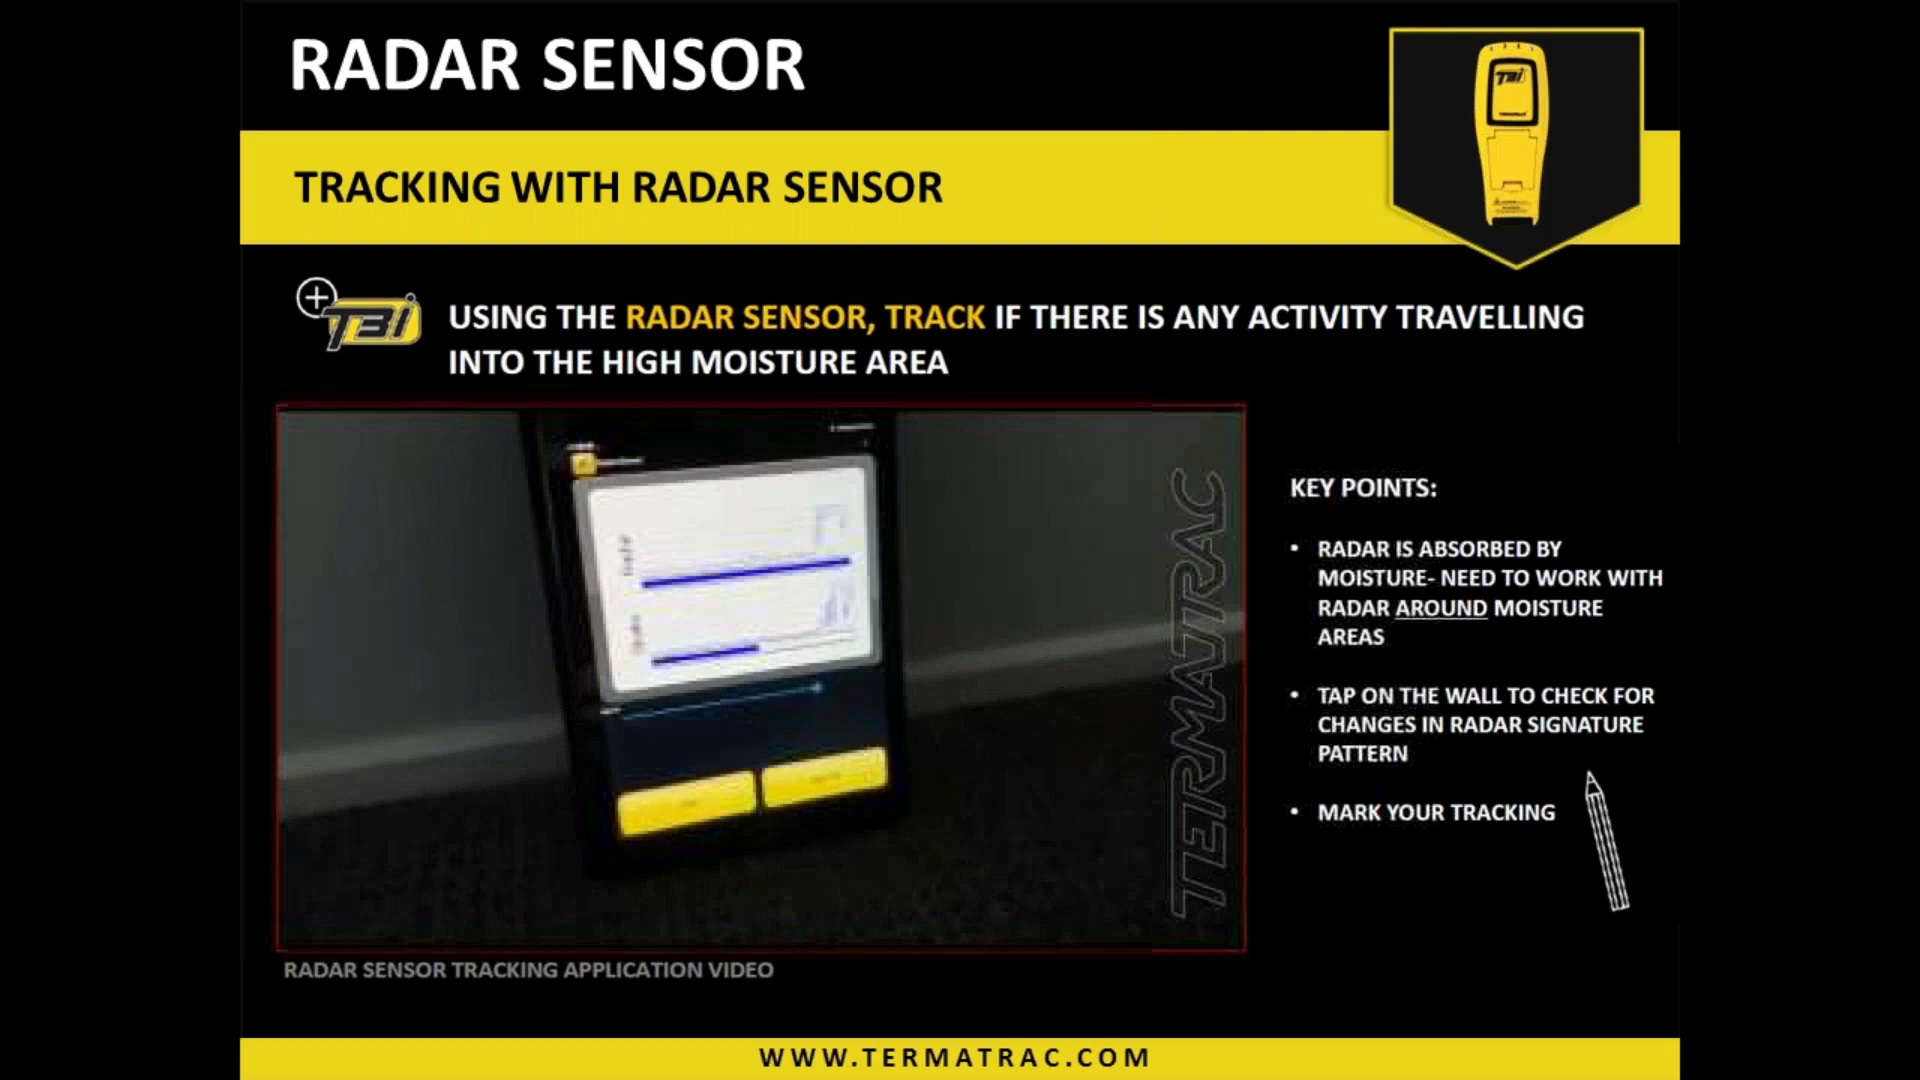 RADAR SENSOR
TRACKING WITH RADAR SENSOR
T3i
T3i
USING THE RADAR SENSOR, TRACK IF THERE IS ANY ACTIVITY TRAVELLING
INTO THE HIGH MOISTURE AREA
TERMATRAC
KEY POINTS:
• RADAR IS ABSORBED BY
MOISTURE- NEED TO WORK WITH
RADAR AROUND MOISTURE
AREAS
• TAP ON THE WALL TO CHECK FOR
CHANGES IN RADAR SIGNATURE
PATTERN
• MARK YOUR TRACKING
RADAR SENSOR TRACKING APPLICATION VIDEO
WWW.TERMATRAC.COM